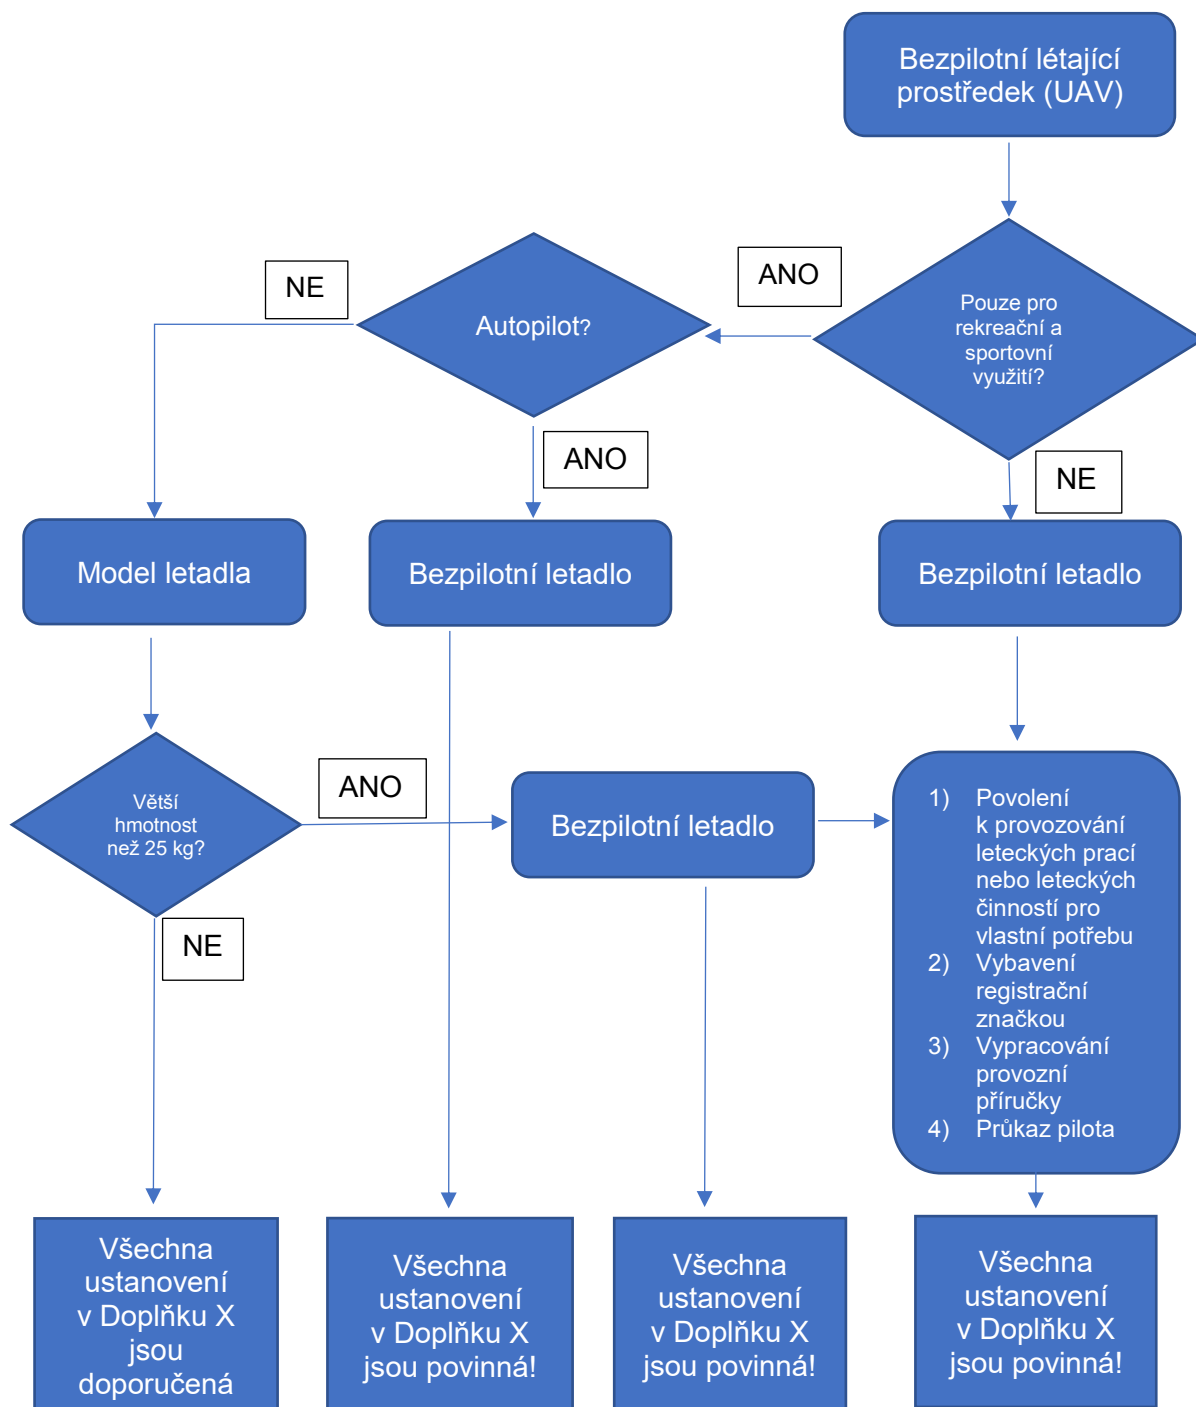 Bezpilotní létající
prostředek (UAV)
NE
Autopilot?
ANO
Pouze pro
rekreační a
sportovní
využití?
ANO
NE
Model letadla
Bezpilotní letadlo
Bezpilotní letadlo
Větší
hmotnost
než 25 kg?
ANO
Bezpilotní letadlo
1) Povolení
k provozování
leteckých prací
nebo leteckých
činností pro
vlastní potřebu
2) Vybavení
registrační
značkou
3) Vypracování
provozní
příručky
4) Průkaz pilota
NE
Všechna
ustanovení
v Doplňku X
jsou
doporučená
Všechna
ustanovení
v Doplňku X
jsou povinná!
Všechna
ustanovení
v Doplňku X
jsou povinná!
Všechna
ustanovení
v Doplňku X
jsou povinná!